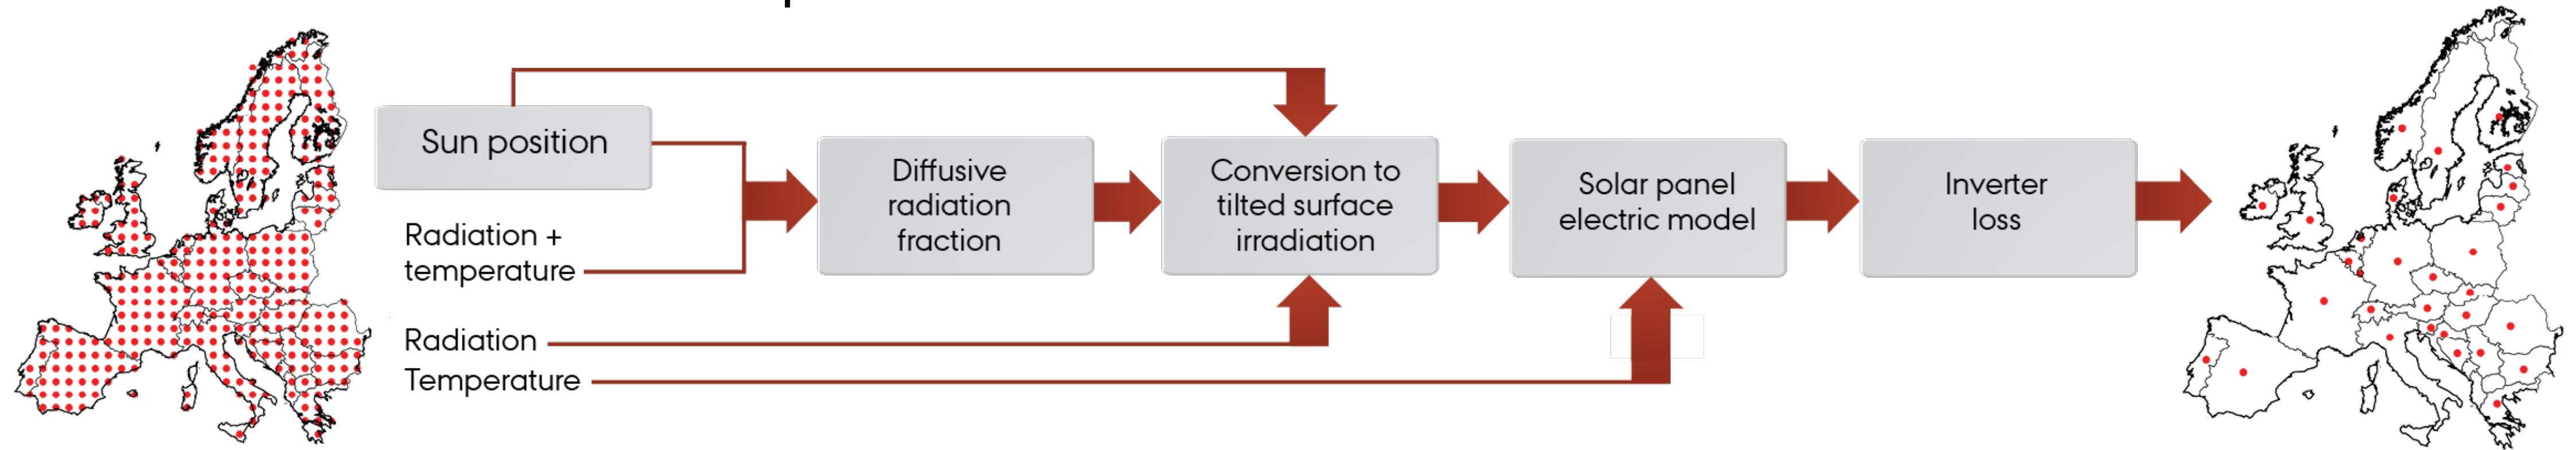 Sun position
Radiation +
temperature
Radiation
Temperature
Diffusive
radiation
fraction
Conversion to
tilted surface
irradiation
Solar panel
electric model
Inverter
loss